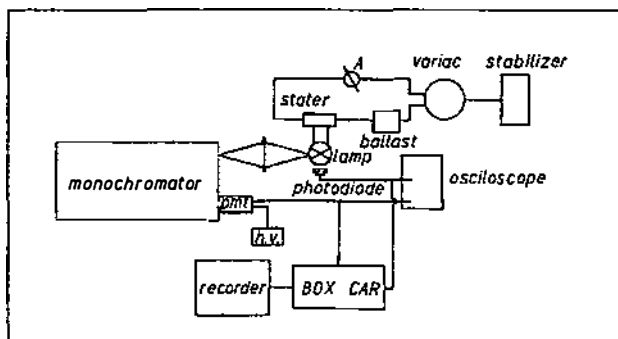 A
variac
stabilizer
stater
ballast
lamp
monochromator
photodiode
osciloscope
pmt
h.v.
recorder
BOX CAR